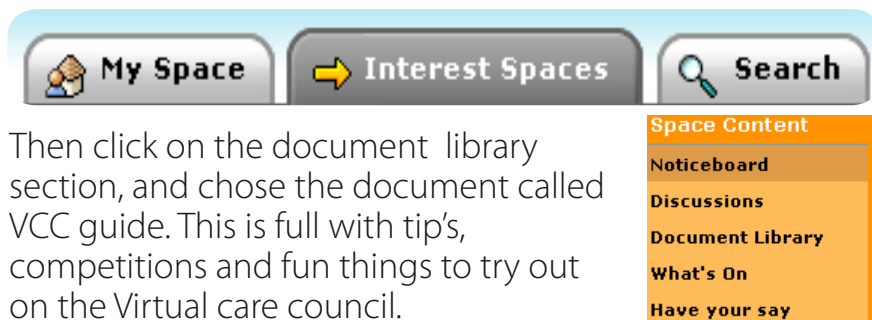 My Space
Interest Spaces
Search
Then click on the document library
section, and chose the document called
VCC guide. This is full with tip's,
competitions and fun things to try out
on the Virtual care council.
Space Content
Noticeboard
Discussions
Document Library
What's On
Have your say